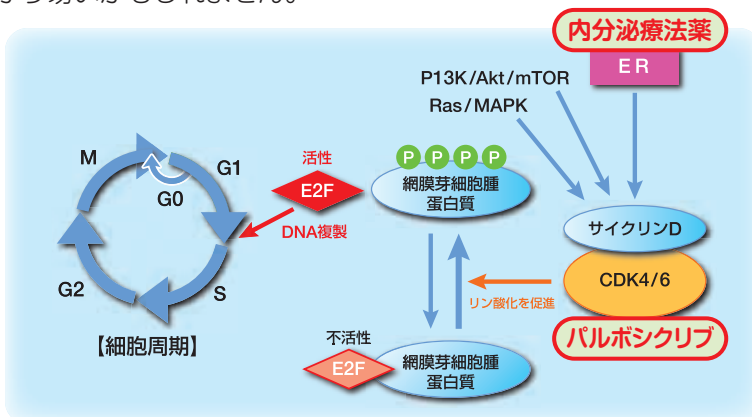 内分泌療法薬
ER
P13K/Akt/mTOR
Ras/MAPK
M
G1
G0
G2
S
【細胞周期】
活性
E2F
DNA複製
P P P P
網膜芽細胞腫
蛋白質
サイクリンD
CDK4/6
リン酸化を促進
パルボシクリブ
不活性
E2F
網膜芽細胞腫
蛋白質